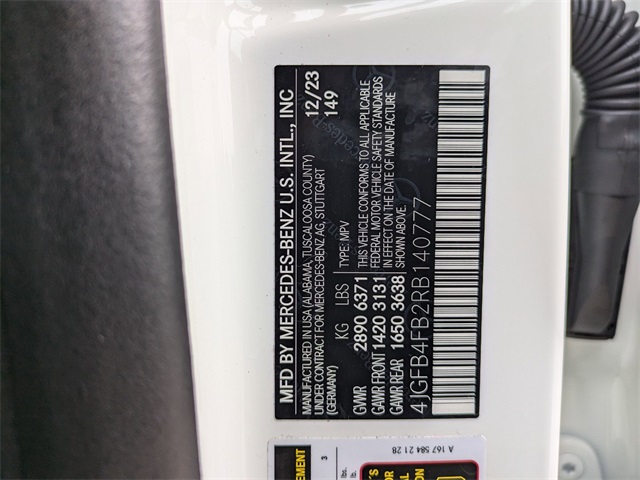 MFD BY MERCEDES-BENZ U.S. INTL., INC
MANUFACTURED IN USA (ALABAMA, TUSCALOOSA COUNTY)
UNDER CONTRACT FOR MERCEDES-BENZ AG, STUTTGART
(GERMANY)
12/23
149
KG LBS
GVWR 2890 6371
GAWR FRONT 1420 3131
GAWR REAR 1650 3638
TYPE: MPV
THIS VEHICLE CONFORMS TO ALL APPLICABLE
FEDERAL MOTOR VEHICLE SAFETY STANDARDS
IN EFFECT ON THE DATE OF MANUFACTURE
SHOWN ABOVE.
4JGFB4FB2RB140777
A 167 584 21 28
3
lbs.